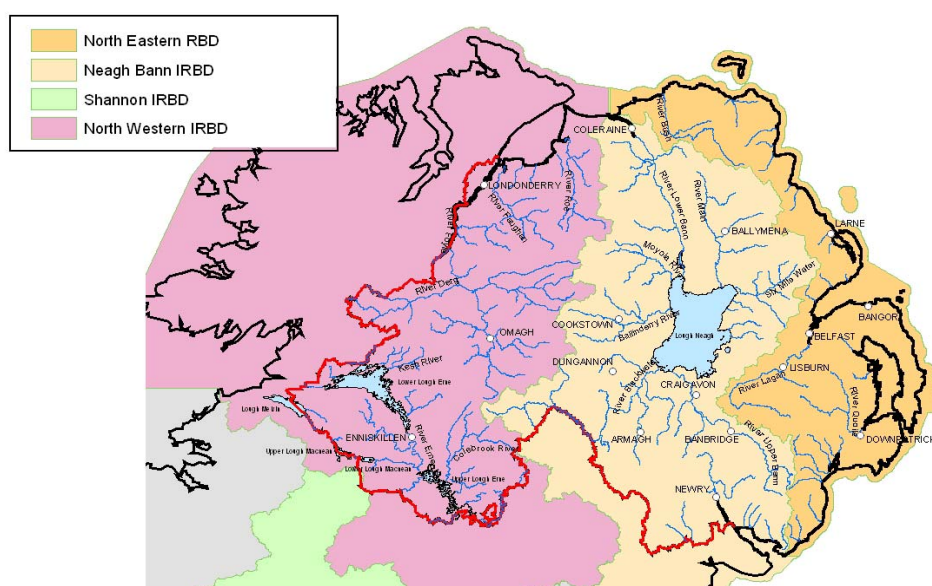 North Eastern RBD
Neagh Bann IRBD
Shannon IRBD
North Western IRBD
River Bush
COLERAINE
LONDONDERRY
River Faughan
River Roe
River Lower Bann
River Main
River Foyle
BALLYMENA
LARNE
Moyola River
Six Mile Water
River Derg
BANGOR
COOKSTOWN
Ballinderry River
OMAGH
Lough Neagh
BELFAST
Kesh River
DUNGANNON
LISBURN
Lower Lough Erne
River Blackwater
CRAIGAVON
River Lagan
Lough Melvin
River Quoile
ENNISKILLEN
River Erne
ARMAGH
BANBRIDGE
DOWNPATRICK
Upper Lough Macnean
Colebrook River
River Upper Bann
Lower Lough Macnean
Upper Lough Erne
NEWRY